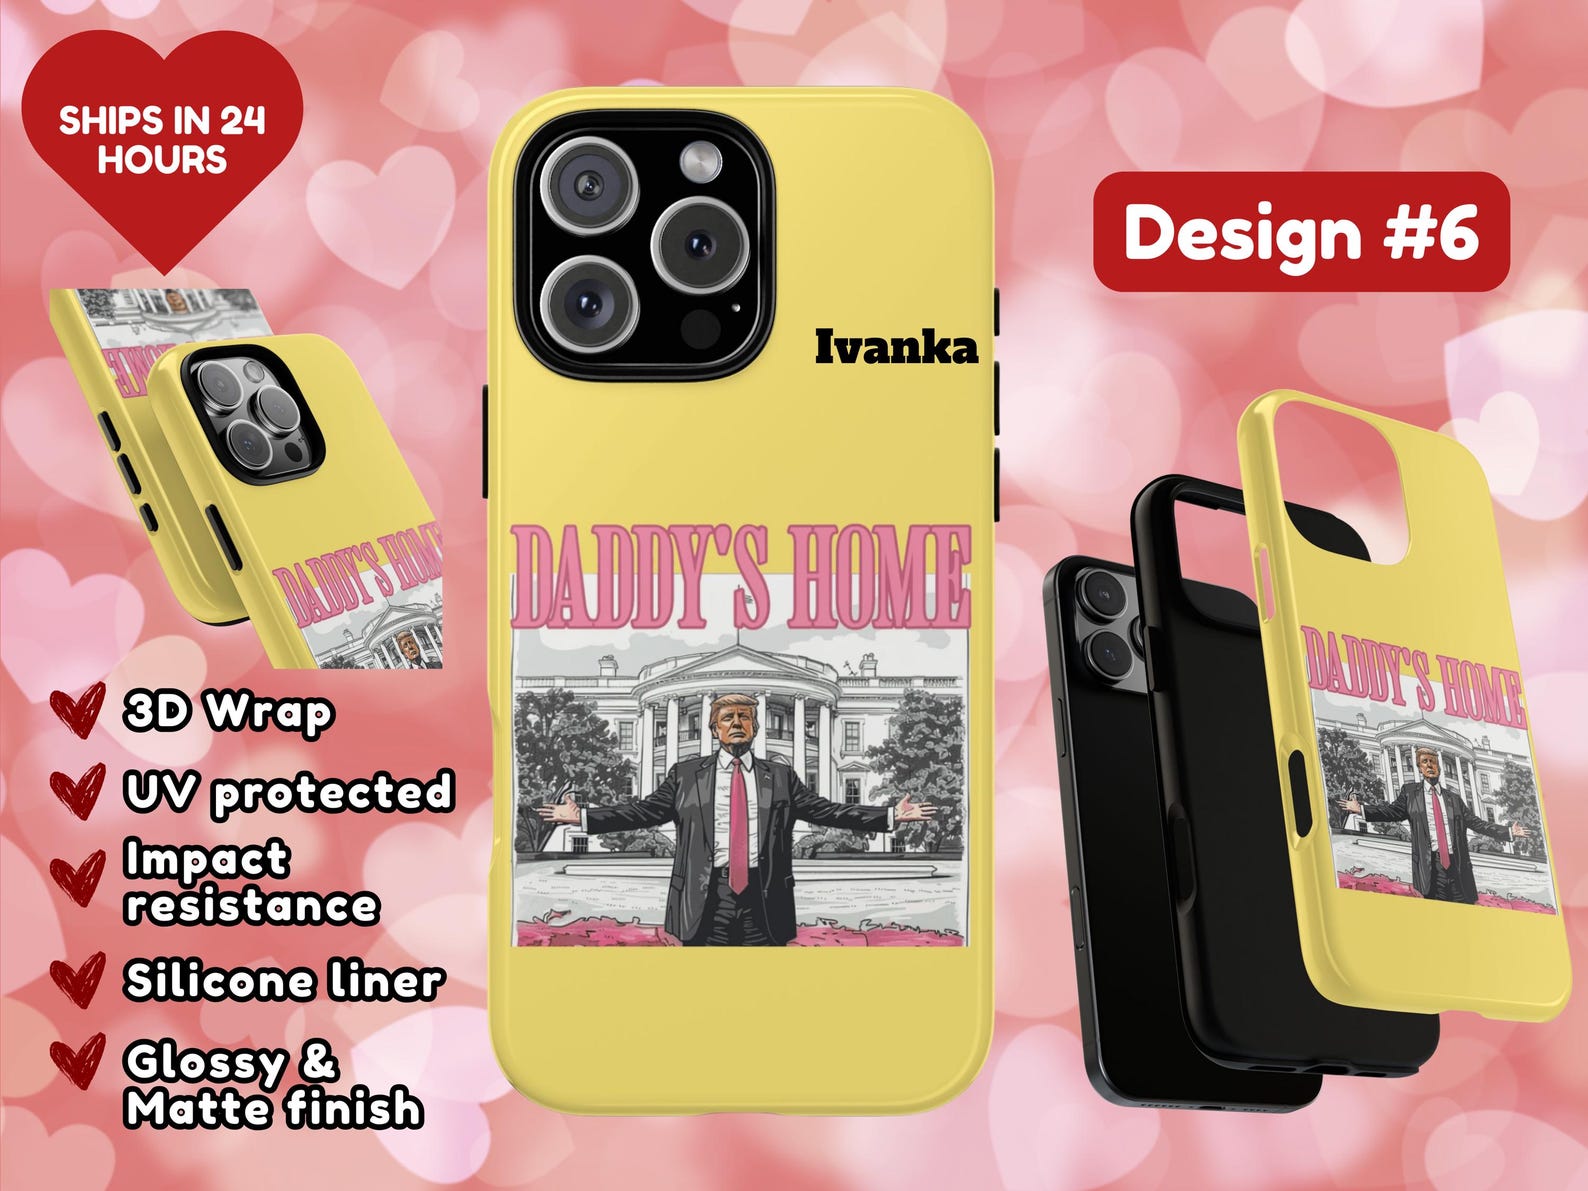 SHIPS IN 24
HOURS
Design #6
Ivanka
DADDY'S HOME
HOME
DADDY'S HOME
DADDY'S HOME
3D Wrap
UV protected
Impact
resistance
Silicone liner
Glossy &
Matte finish